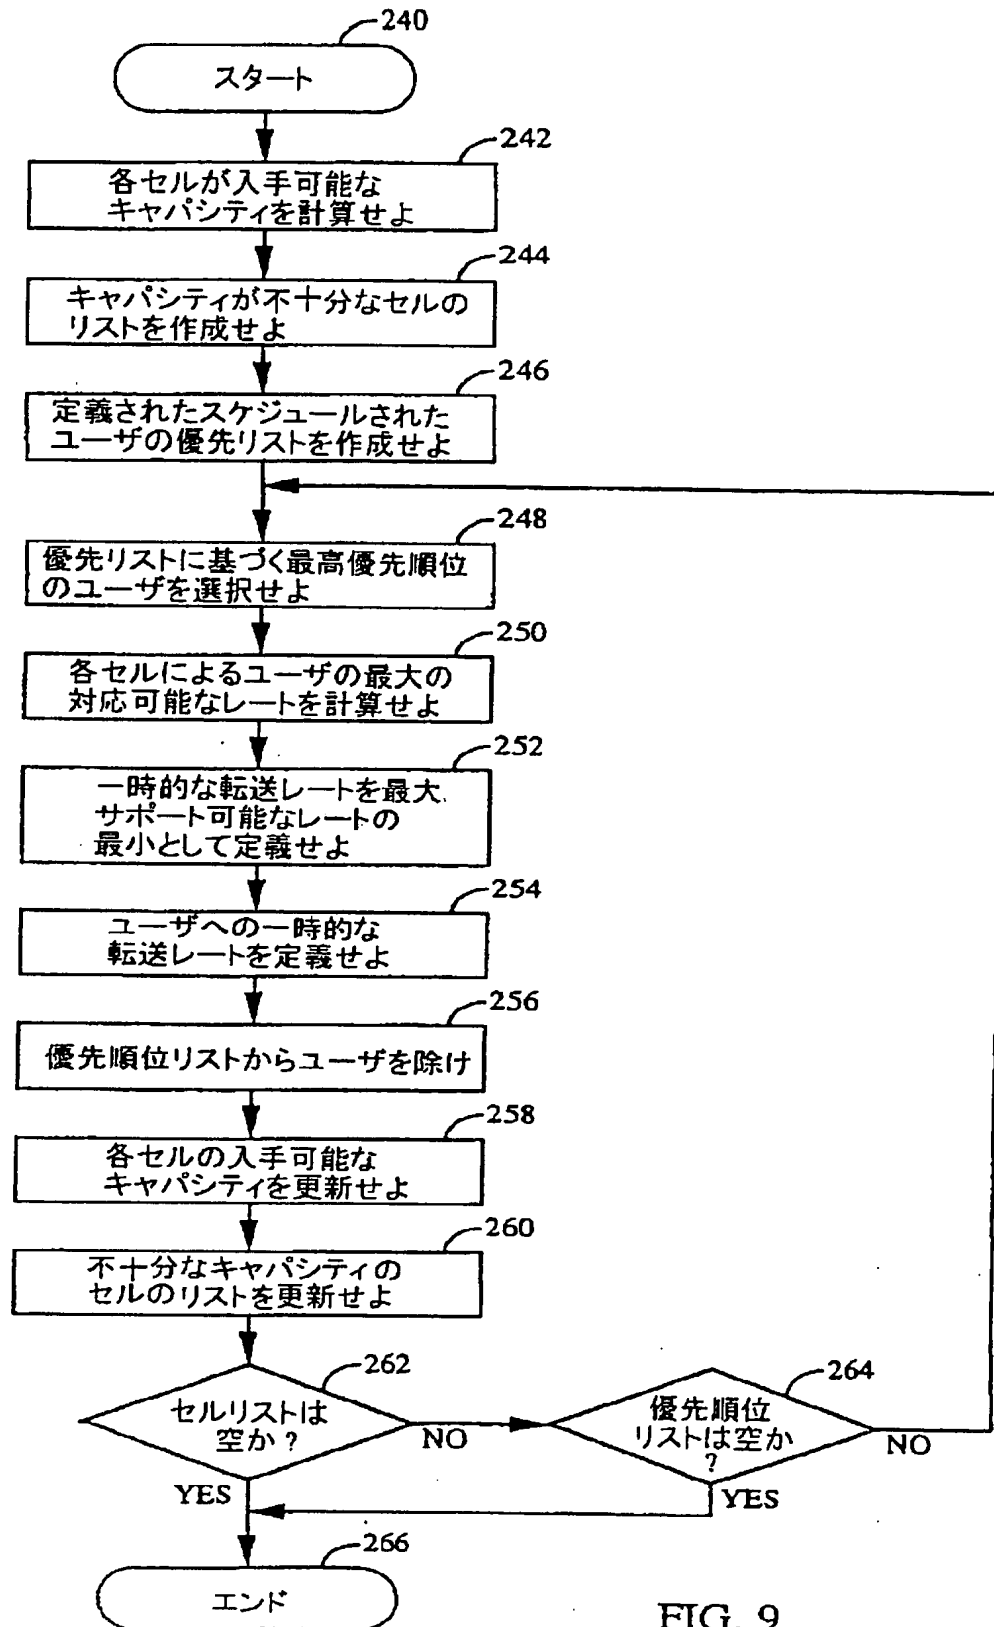 240
スタート
242
各セルが入手可能な
キャパシティを計算せよ
244
キャパシティが不十分なセルの
リストを作成せよ
246
定義されたスケジュールされた
ユーザの優先リストを作成せよ
248
優先リストに基づく最高優先順位
のユーザを選択せよ
250
各セルによるユーザの最大の
対応可能なレートを計算せよ
252
一時的な転送レートを最大
サポート可能なレートの
最小として定義せよ
254
ユーザへの一時的な
転送レートを定義せよ
256
優先順位リストからユーザを除け
258
各セルの入手可能な
キャパシティを更新せよ
260
不十分なキャパシティの
セルのリストを更新せよ
262
セルリストは
空か?
NO
YES
264
優先順位
リストは空か
?
NO
YES
266
エンド
FIG. 9